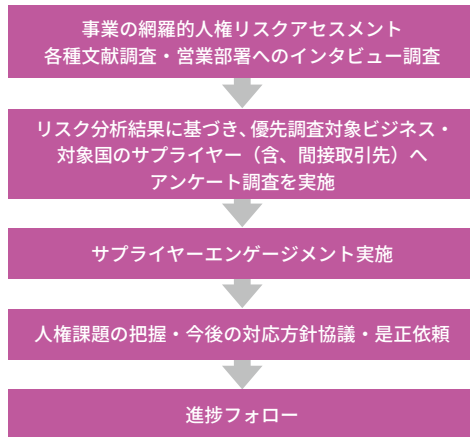 事業の網羅的人権リスクアセスメント
各種文献調査・営業部署へのインタビュー調査
リスク分析結果に基づき、優先調査対象ビジネス・
対象国のサプライヤー（含、間接取引先）へ
アンケート調査を実施
サプライヤーエンゲージメント実施
人権課題の把握・今後の対応方針協議・是正依頼
進捗フォロー